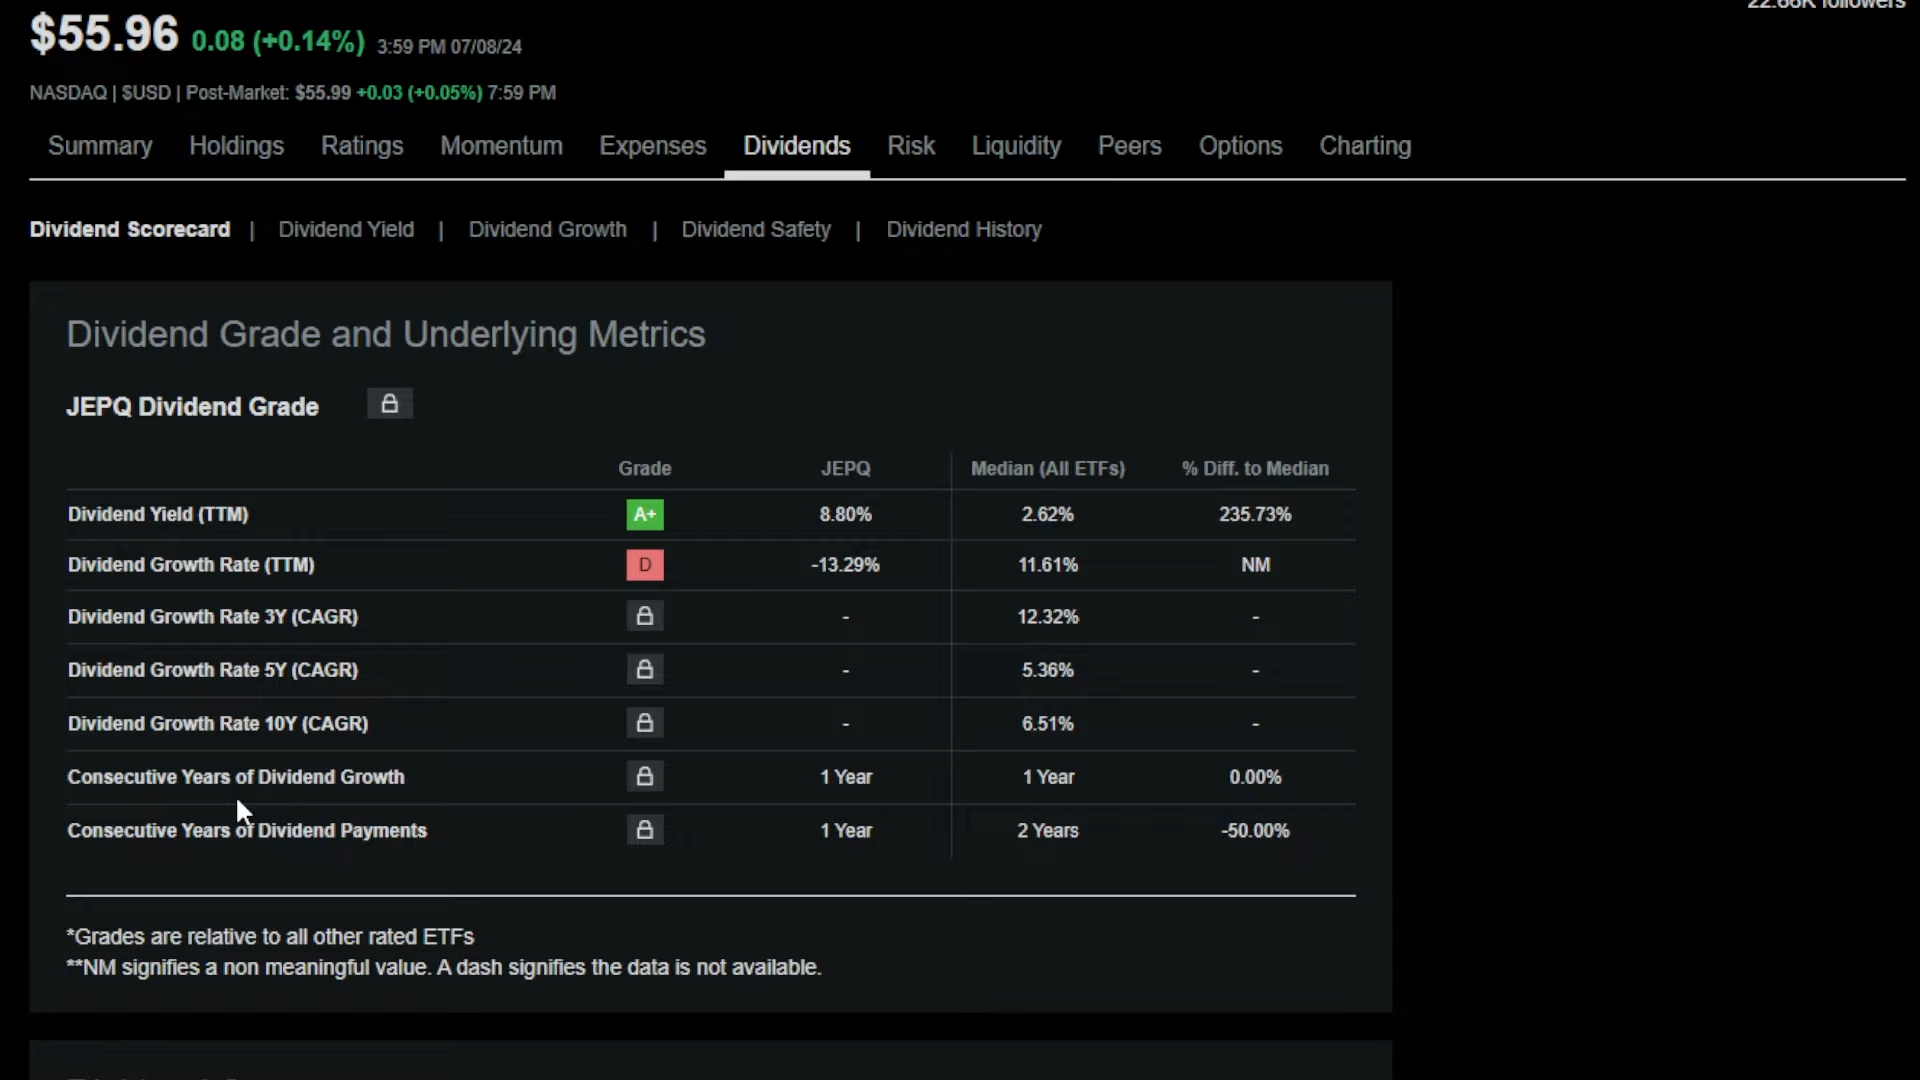 22.66K followers
$55.96 0.08 (+0.14%) 3:59 PM 07/08/24
NASDAQ | $USD | Post-Market: $55.99 +0.03 (+0.05%) 7:59 PM
Summary Holdings Ratings Momentum Expenses Dividends Risk Liquidity Peers Options Charting
Dividend Scorecard | Dividend Yield | Dividend Growth | Dividend Safety | Dividend History
Dividend Grade and Underlying Metrics
JEPQ Dividend Grade
Grade JEPQ Median (All ETFs) % Diff. to Median
Dividend Yield (TTM) A+ 8.80% 2.62% 235.73%
Dividend Growth Rate (TTM) D -13.29% 11.61% NM
Dividend Growth Rate 3Y (CAGR) - 12.32% -
Dividend Growth Rate 5Y (CAGR) - 5.36% -
Dividend Growth Rate 10Y (CAGR) - 6.51% -
Consecutive Years of Dividend Growth 1 Year 1 Year 0.00%
Consecutive Years of Dividend Payments 1 Year 2 Years -50.00%
*Grades are relative to all other rated ETFs
**NM signifies a non meaningful value. A dash signifies the data is not available.